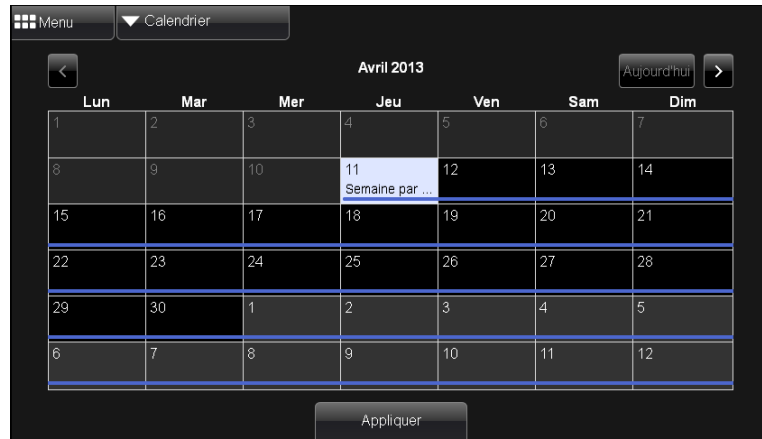 Menu Calendrier
< Avril 2013 Aujourd'hui >
Lun Mar Mer Jeu Ven Sam Dim
1 2 3 4 5 6 7
8 9 10 11 12 13 14
Semaine par ...
15 16 17 18 19 20 21
22 23 24 25 26 27 28
29 30 1 2 3 4 5
6 7 8 9 10 11 12
Appliquer